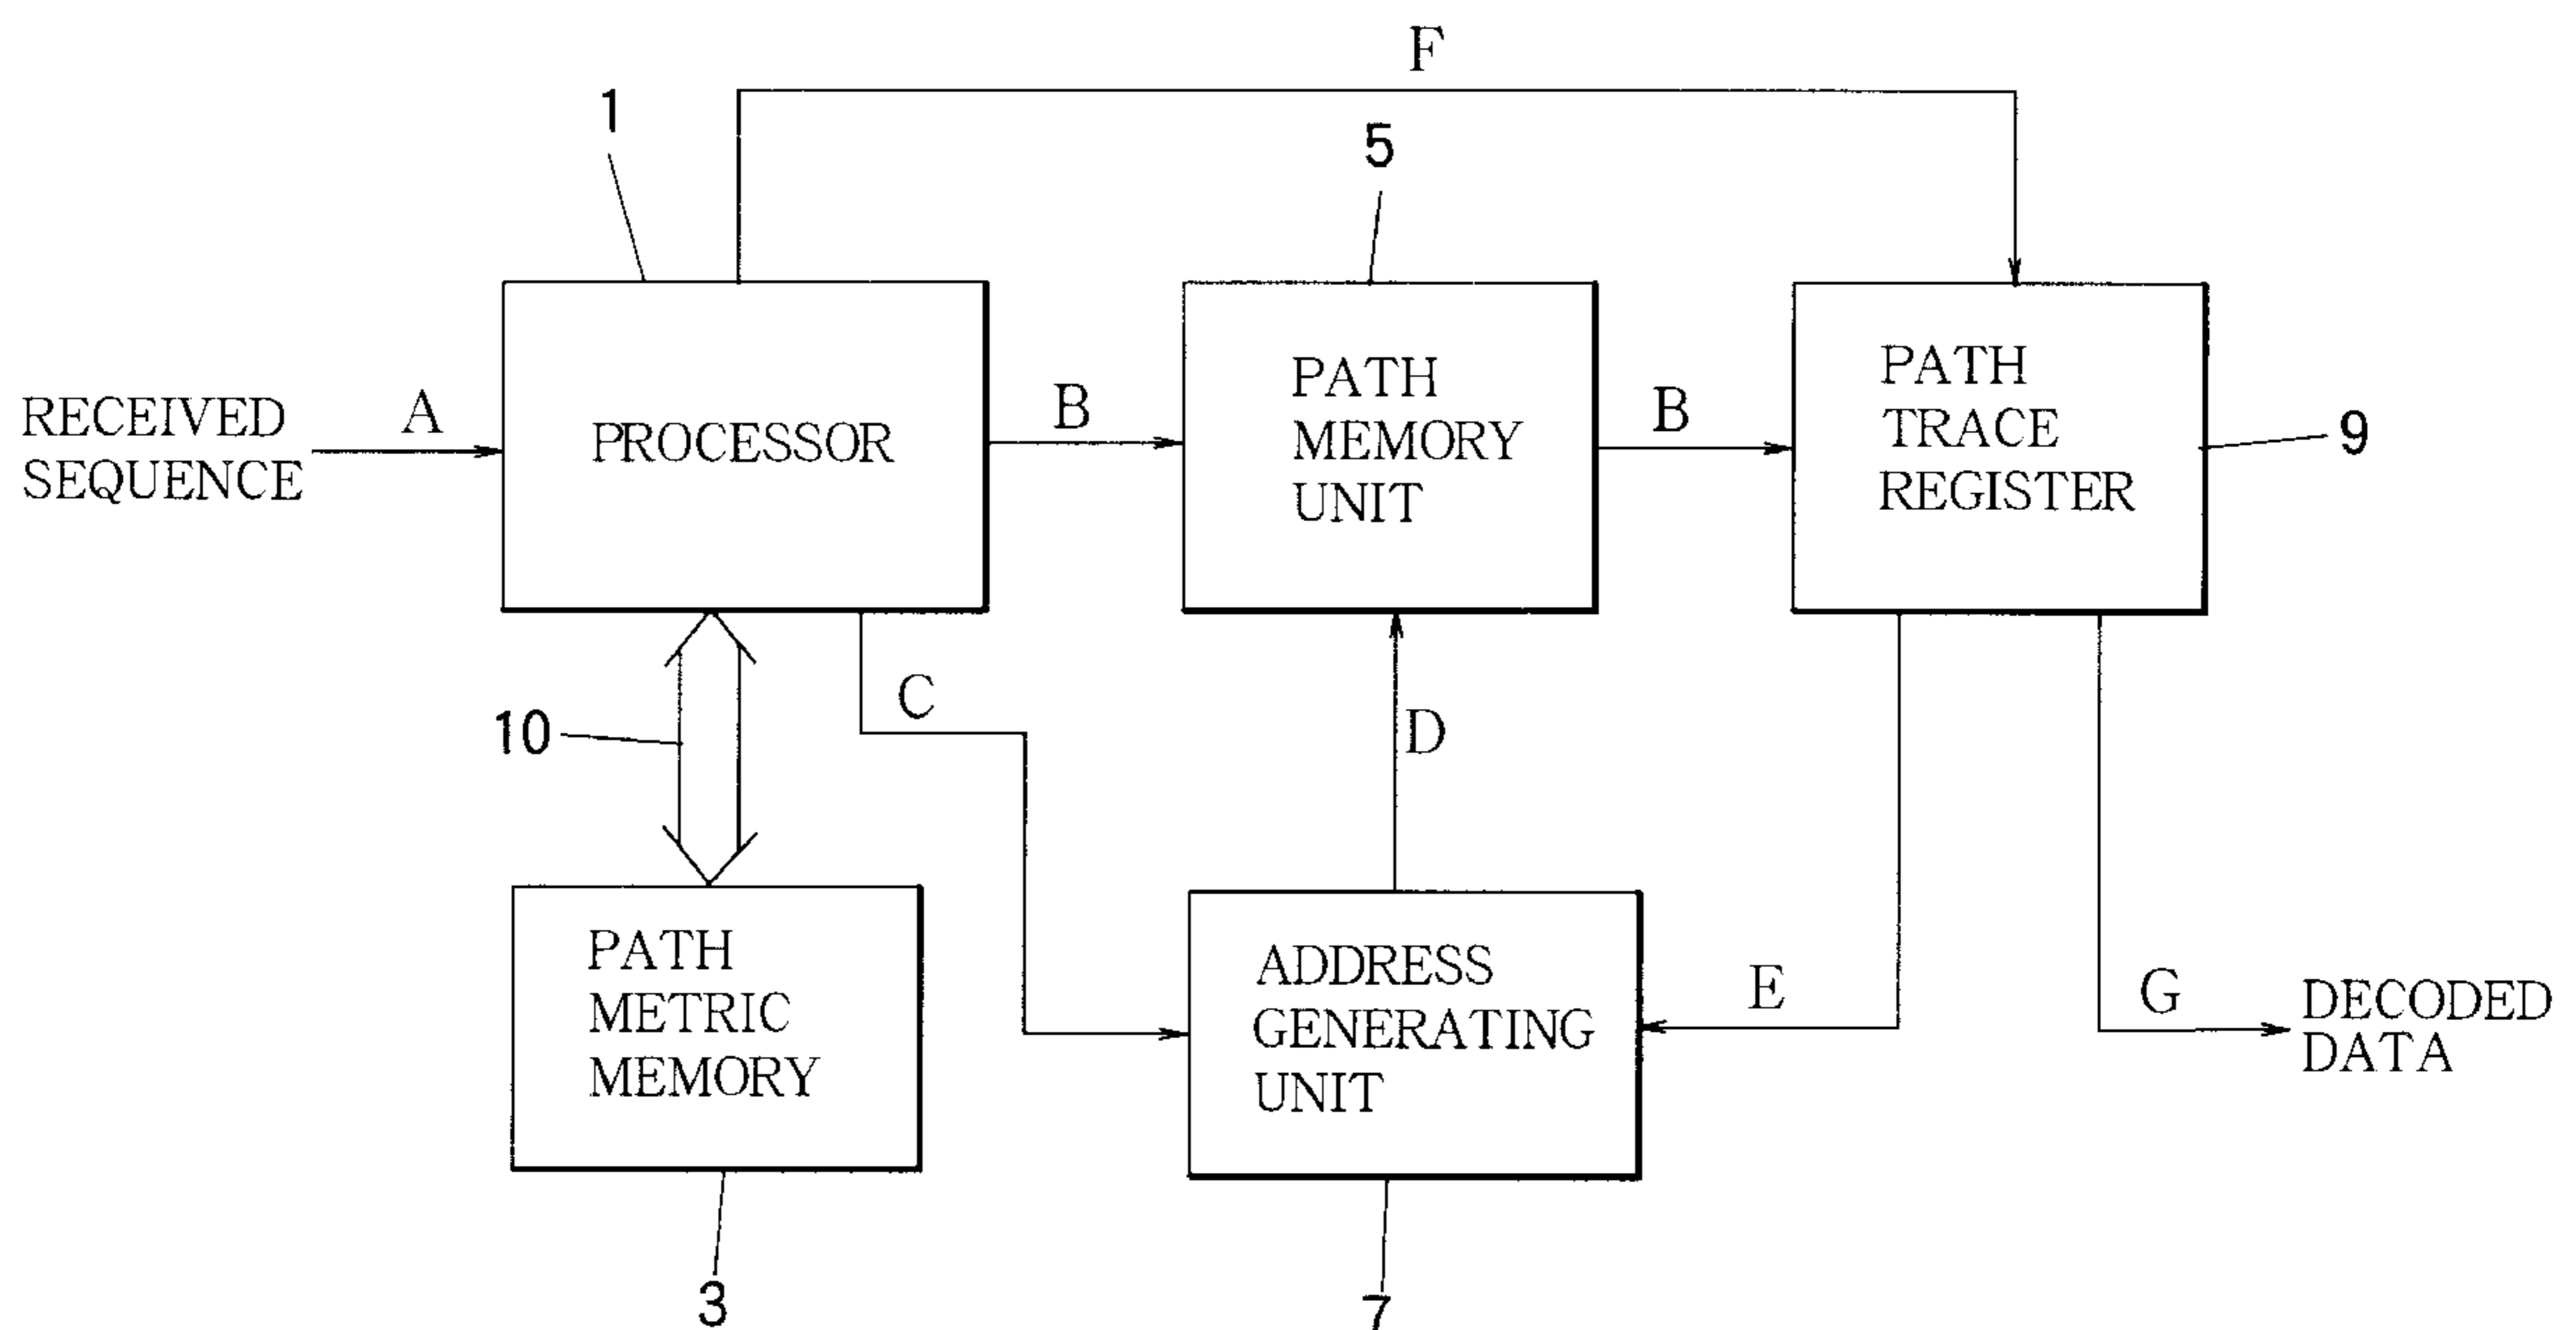 F
1
5
RECEIVED
SEQUENCE
A
PROCESSOR
B
PATH
MEMORY
UNIT
B
PATH
TRACE
REGISTER
9
10
C
D
PATH
METRIC
MEMORY
ADDRESS
GENERATING
UNIT
E
G
DECODED
DATA
3
7